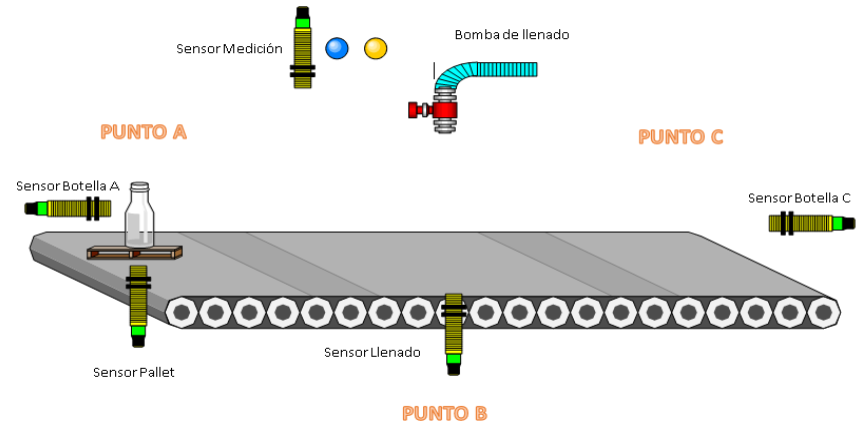 Bomba de llenado
Sensor Medición
PUNTO A
PUNTO C
Sensor Botella A
Sensor Botella C
Sensor Llenado
Sensor Pallet
PUNTO B